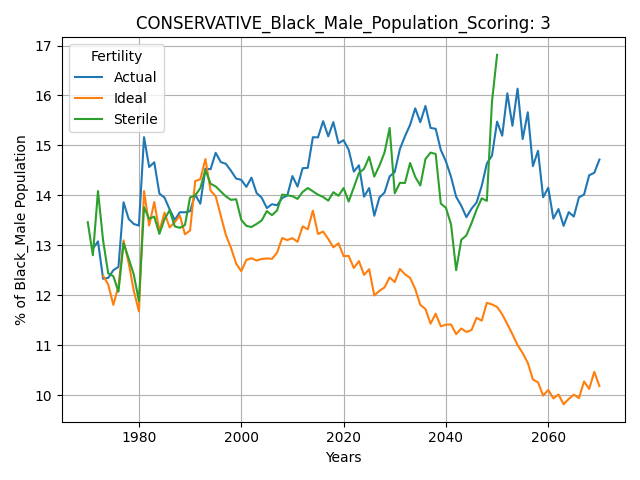 CONSERVATIVE_Black_Male_Population_Scoring: 3
Fertility
Actual
Ideal
Sterile
% of Black_Male Population
17
16
15
14
13
12
11
10
1980
2000
2020
2040
2060
Years